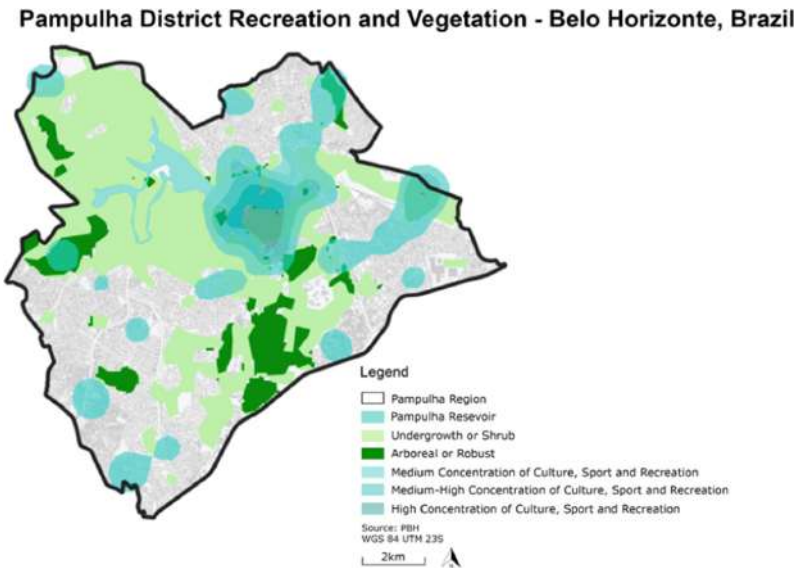 Pampulha District Recreation and Vegetation - Belo Horizonte, Brazil
Legend
Pampulha Region
Pampulha Resevoir
Undergrowth or Shrub
Arboreal or Robust
Medium Concentration of Culture, Sport and Recreation
Medium-High Concentration of Culture, Sport and Recreation
High Concentration of Culture, Sport and Recreation
Source: PBH
WGS 84 UTM 23S
2km